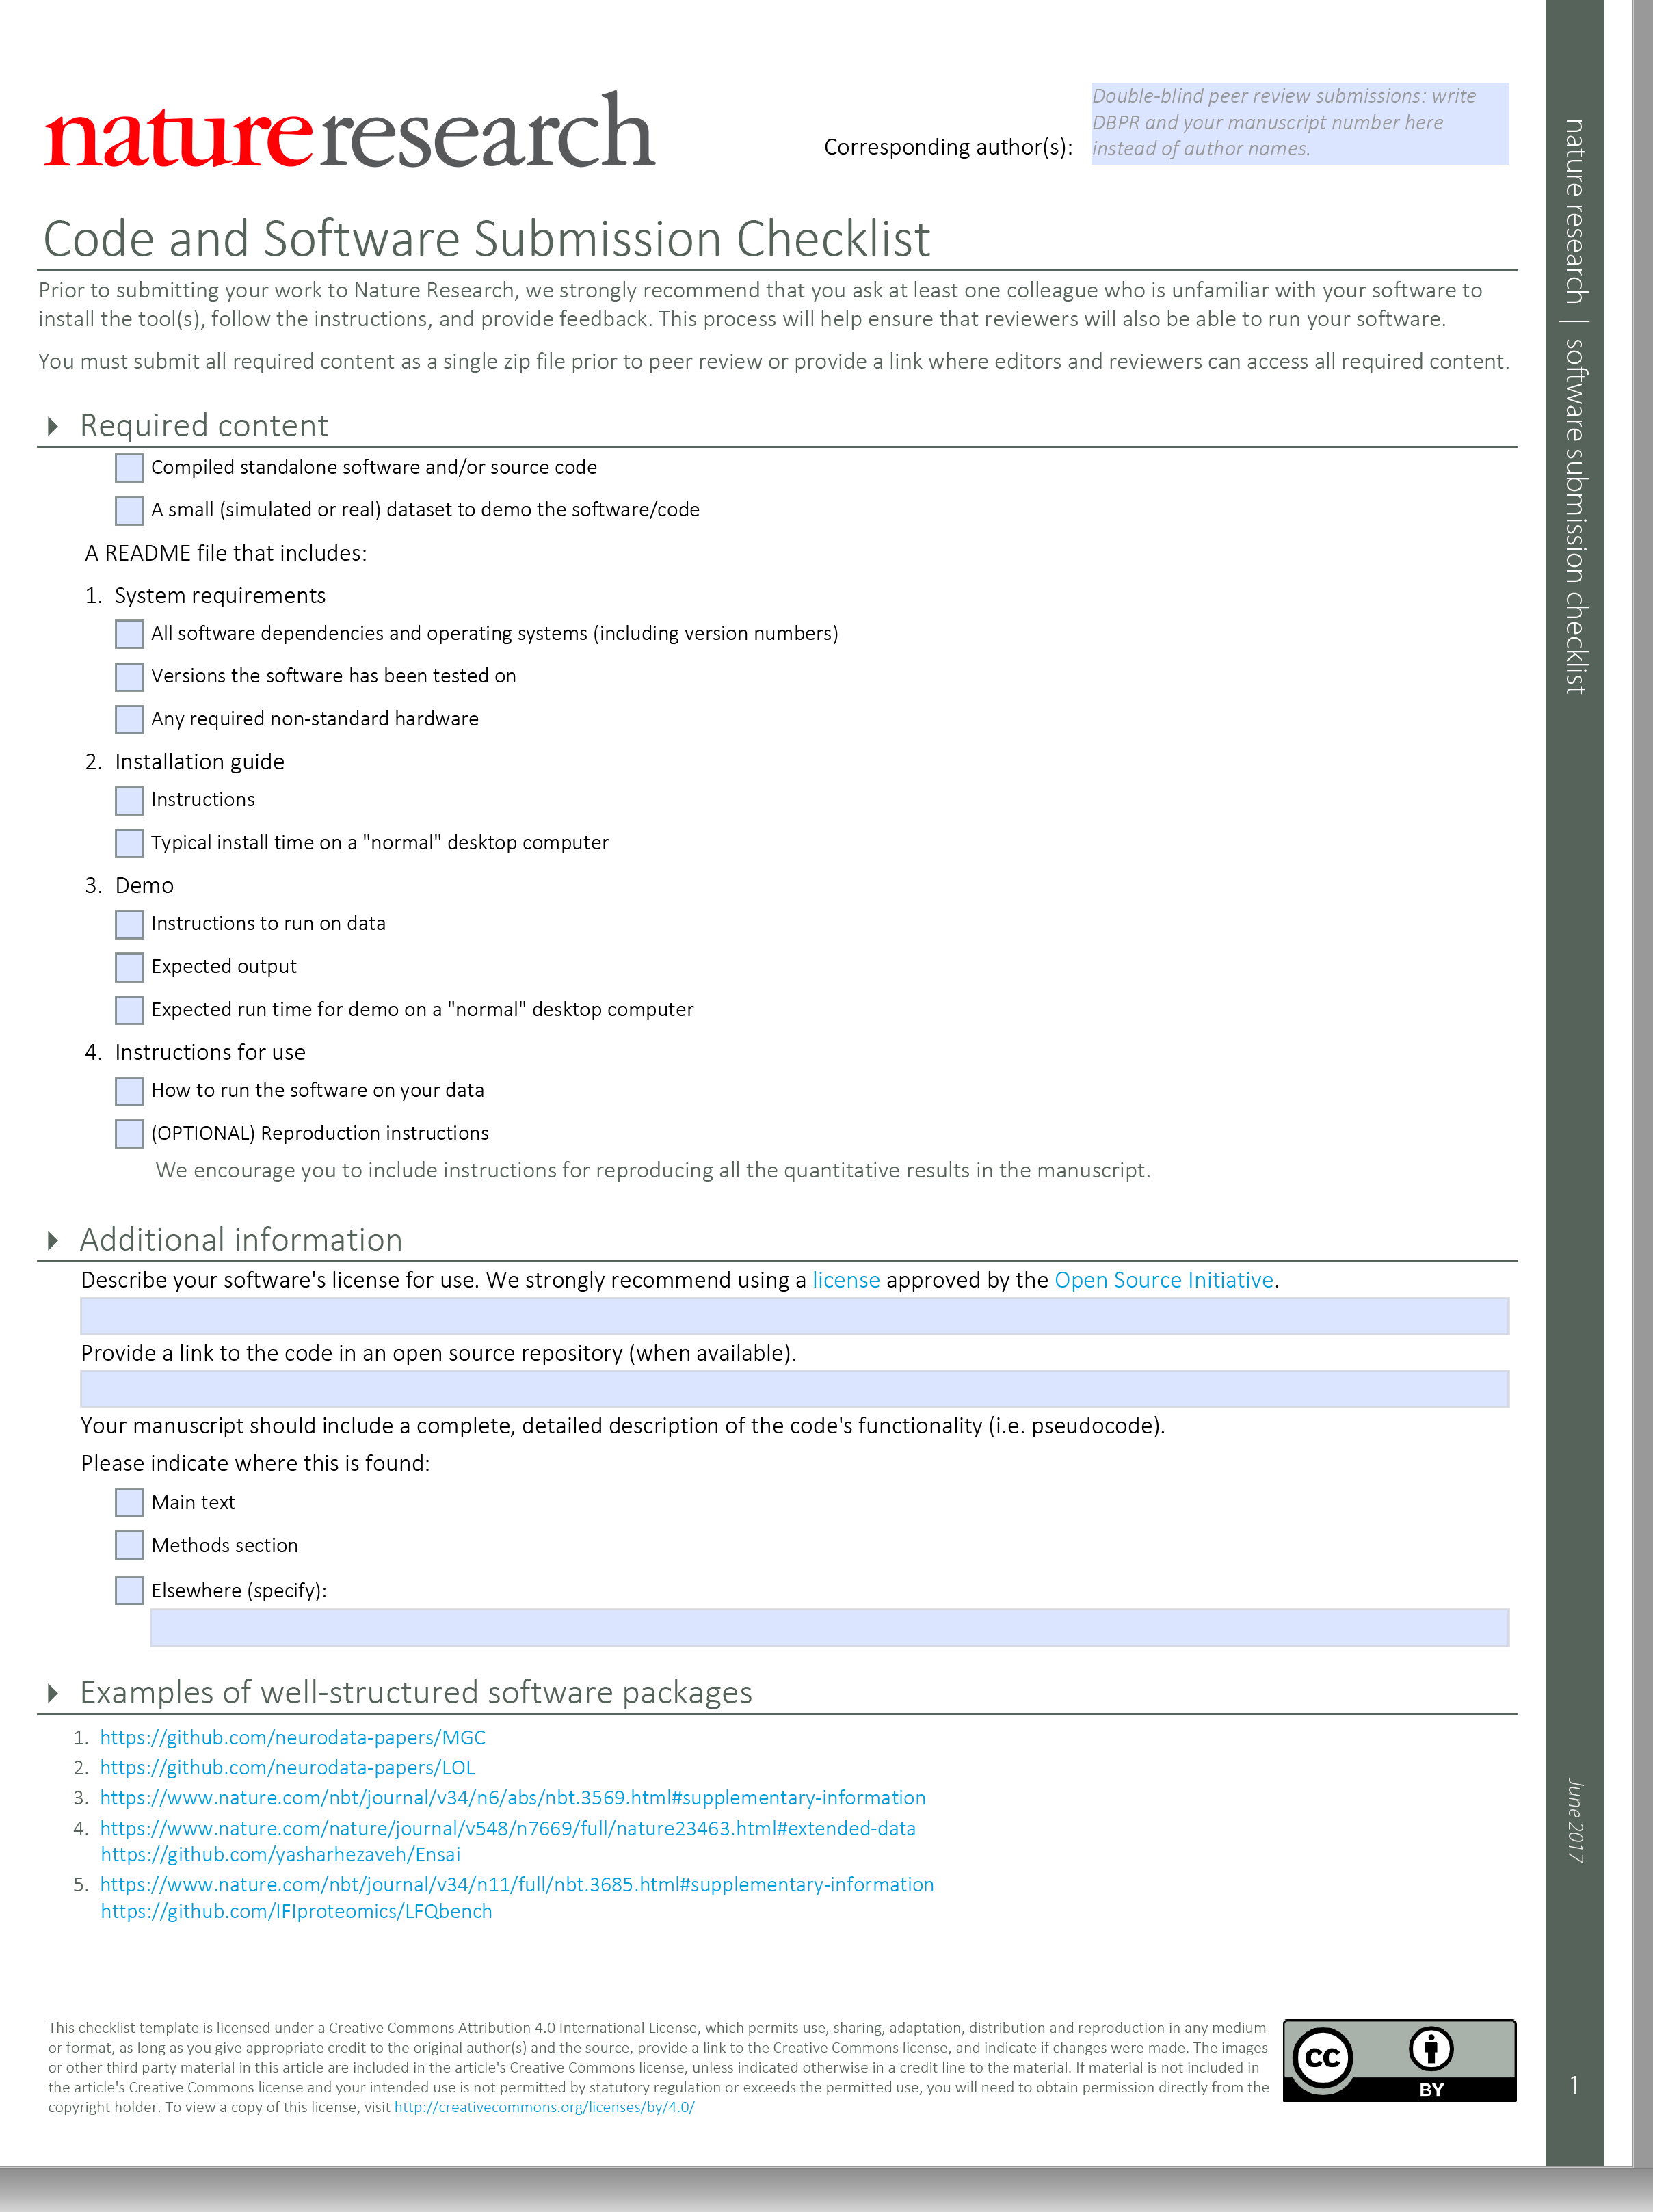 natureresearch
Corresponding author(s):
Double-blind peer review submissions: write
DBPR and your manuscript number here
instead of author names.
Code and Software Submission Checklist
Prior to submitting your work to Nature Research, we strongly recommend that you ask at least one colleague who is unfamiliar with your software to
install the tool(s), follow the instructions, and provide feedback. This process will help ensure that reviewers will also be able to run your software.
You must submit all required content as a single zip file prior to peer review or provide a link where editors and reviewers can access all required content.
Required content
Compiled standalone software and/or source code
A small (simulated or real) dataset to demo the software/code
A README file that includes:
1. System requirements
All software dependencies and operating systems (including version numbers)
Versions the software has been tested on
Any required non-standard hardware
2. Installation guide
Instructions
Typical install time on a "normal" desktop computer
3. Demo
Instructions to run on data
Expected output
Expected run time for demo on a "normal" desktop computer
4. Instructions for use
How to run the software on your data
(OPTIONAL) Reproduction instructions
We encourage you to include instructions for reproducing all the quantitative results in the manuscript.
Additional information
Describe your software's license for use. We strongly recommend using a license approved by the Open Source Initiative.
Provide a link to the code in an open source repository (when available).
Your manuscript should include a complete, detailed description of the code's functionality (i.e. pseudocode).
Please indicate where this is found:
Main text
Methods section
Elsewhere (specify):
Examples of well-structured software packages
1. https://github.com/neurodata-papers/MGC
2. https://github.com/neurodata-papers/LOL
3. https://www.nature.com/nbt/journal/v34/n6/abs/nbt.3569.html#supplementary-information
4. https://www.nature.com/nature/journal/v548/n7669/full/nature23463.html#extended-data
https://github.com/yasharhezaveh/Ensai
5. https://www.nature.com/nbt/journal/v34/n11/full/nbt.3685.html#supplementary-information
https://github.com/IFIproteomics/LFQbench
This checklist template is licensed under a Creative Commons Attribution 4.0 International License, which permits use, sharing, adaptation, distribution and reproduction in any medium
or format, as long as you give appropriate credit to the original author(s) and the source, provide a link to the Creative Commons license, and indicate if changes were made. The images
or other third party material in this article are included in the article's Creative Commons license, unless indicated otherwise in a credit line to the material. If material is not included in
the article's Creative Commons license and your intended use is not permitted by statutory regulation or exceeds the permitted use, you will need to obtain permission directly from the
copyright holder. To view a copy of this license, visit http://creativecommons.org/licenses/by/4.0/
CC
BY
nature research | software submission checklist
June 2017
1